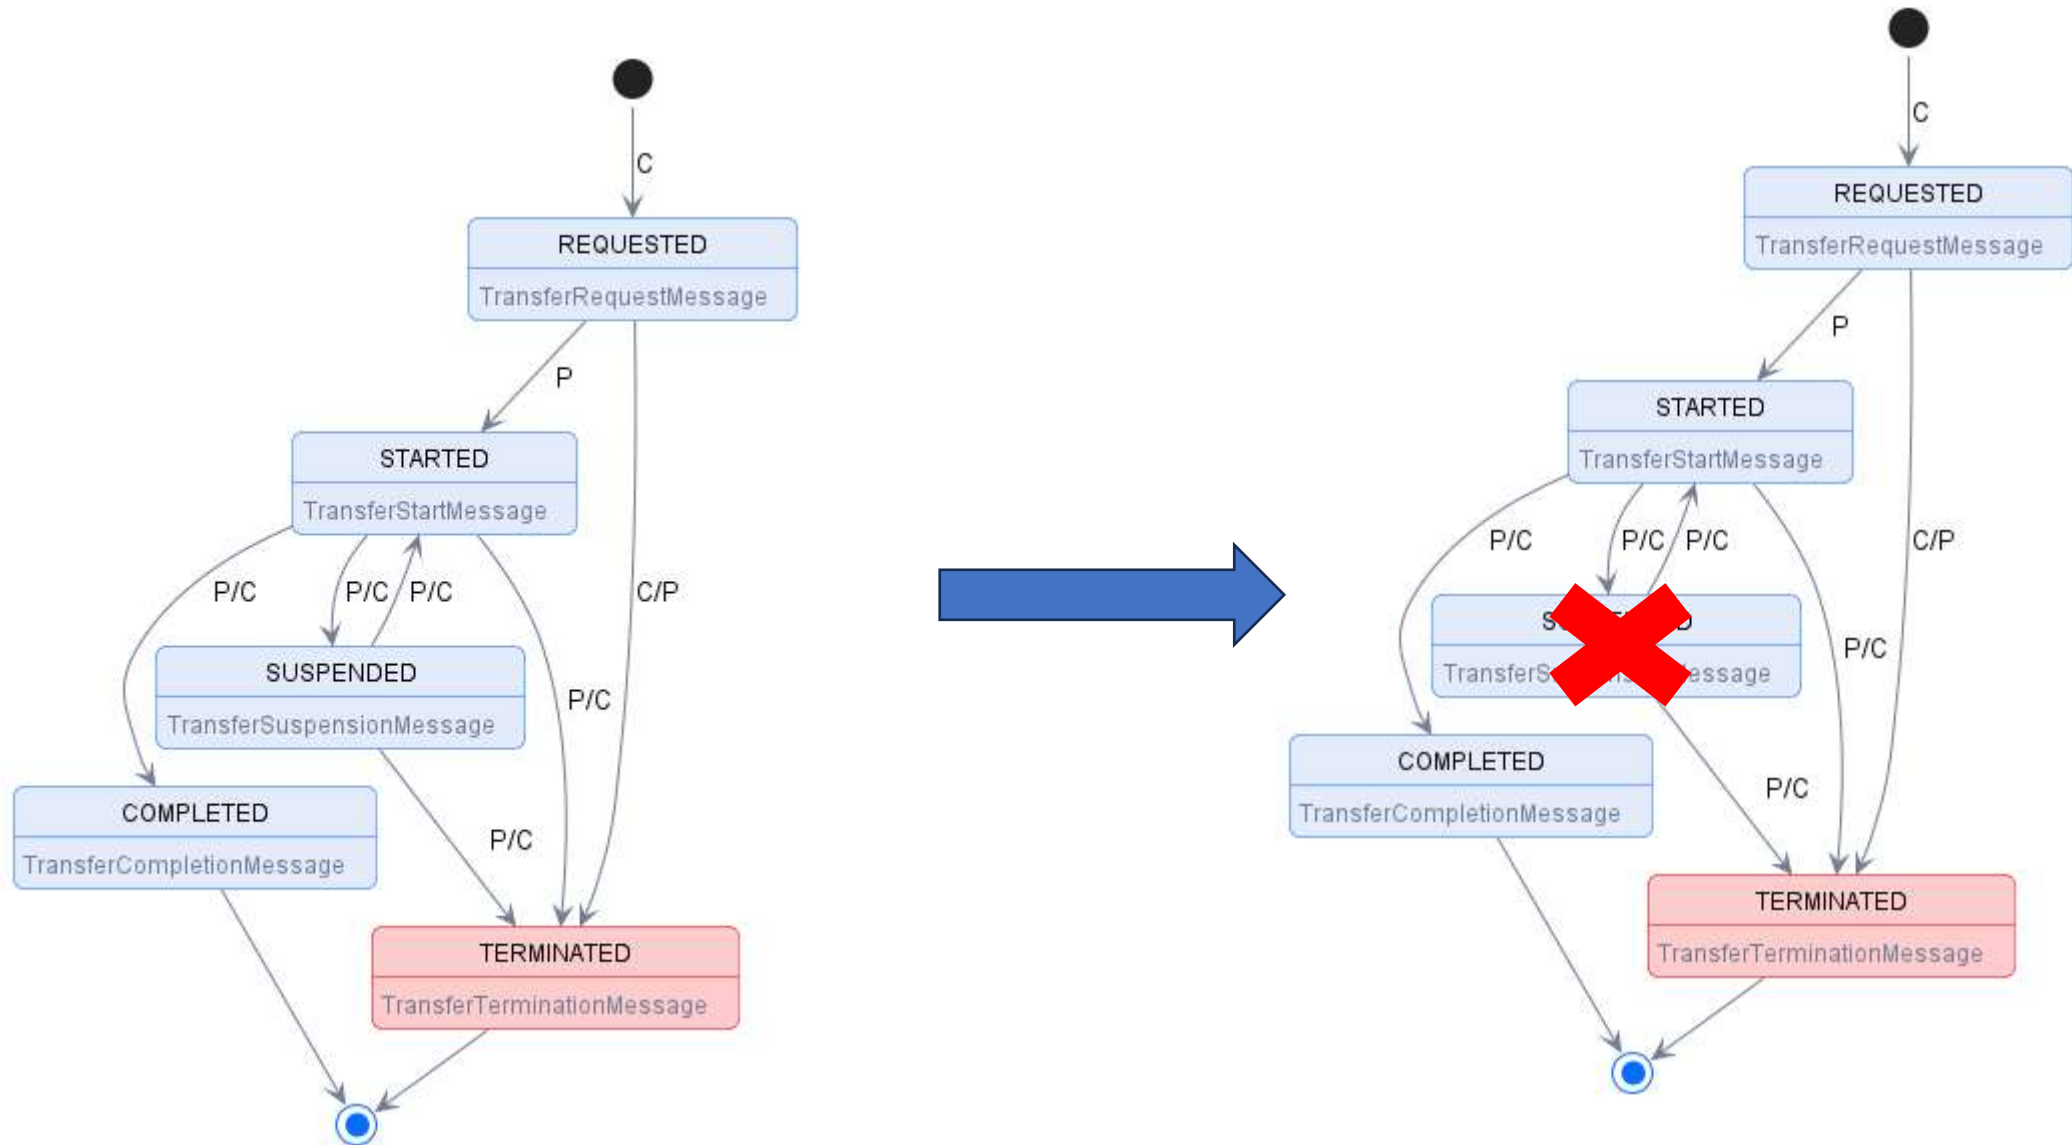 C
REQUESTED
TransferRequestMessage
P
STARTED
TransferStartMessage
P/C
P/C
P/C
C/P
SUSPENDED
TransferSuspensionMessage
P/C
COMPLETED
TransferCompletionMessage
P/C
TERMINATED
TransferTerminationMessage
C
REQUESTED
TransferRequestMessage
P
STARTED
TransferStartMessage
P/C
P/C
P/C
C/P
P/C
COMPLETED
TransferCompletionMessage
P/C
TERMINATED
TransferTerminationMessage